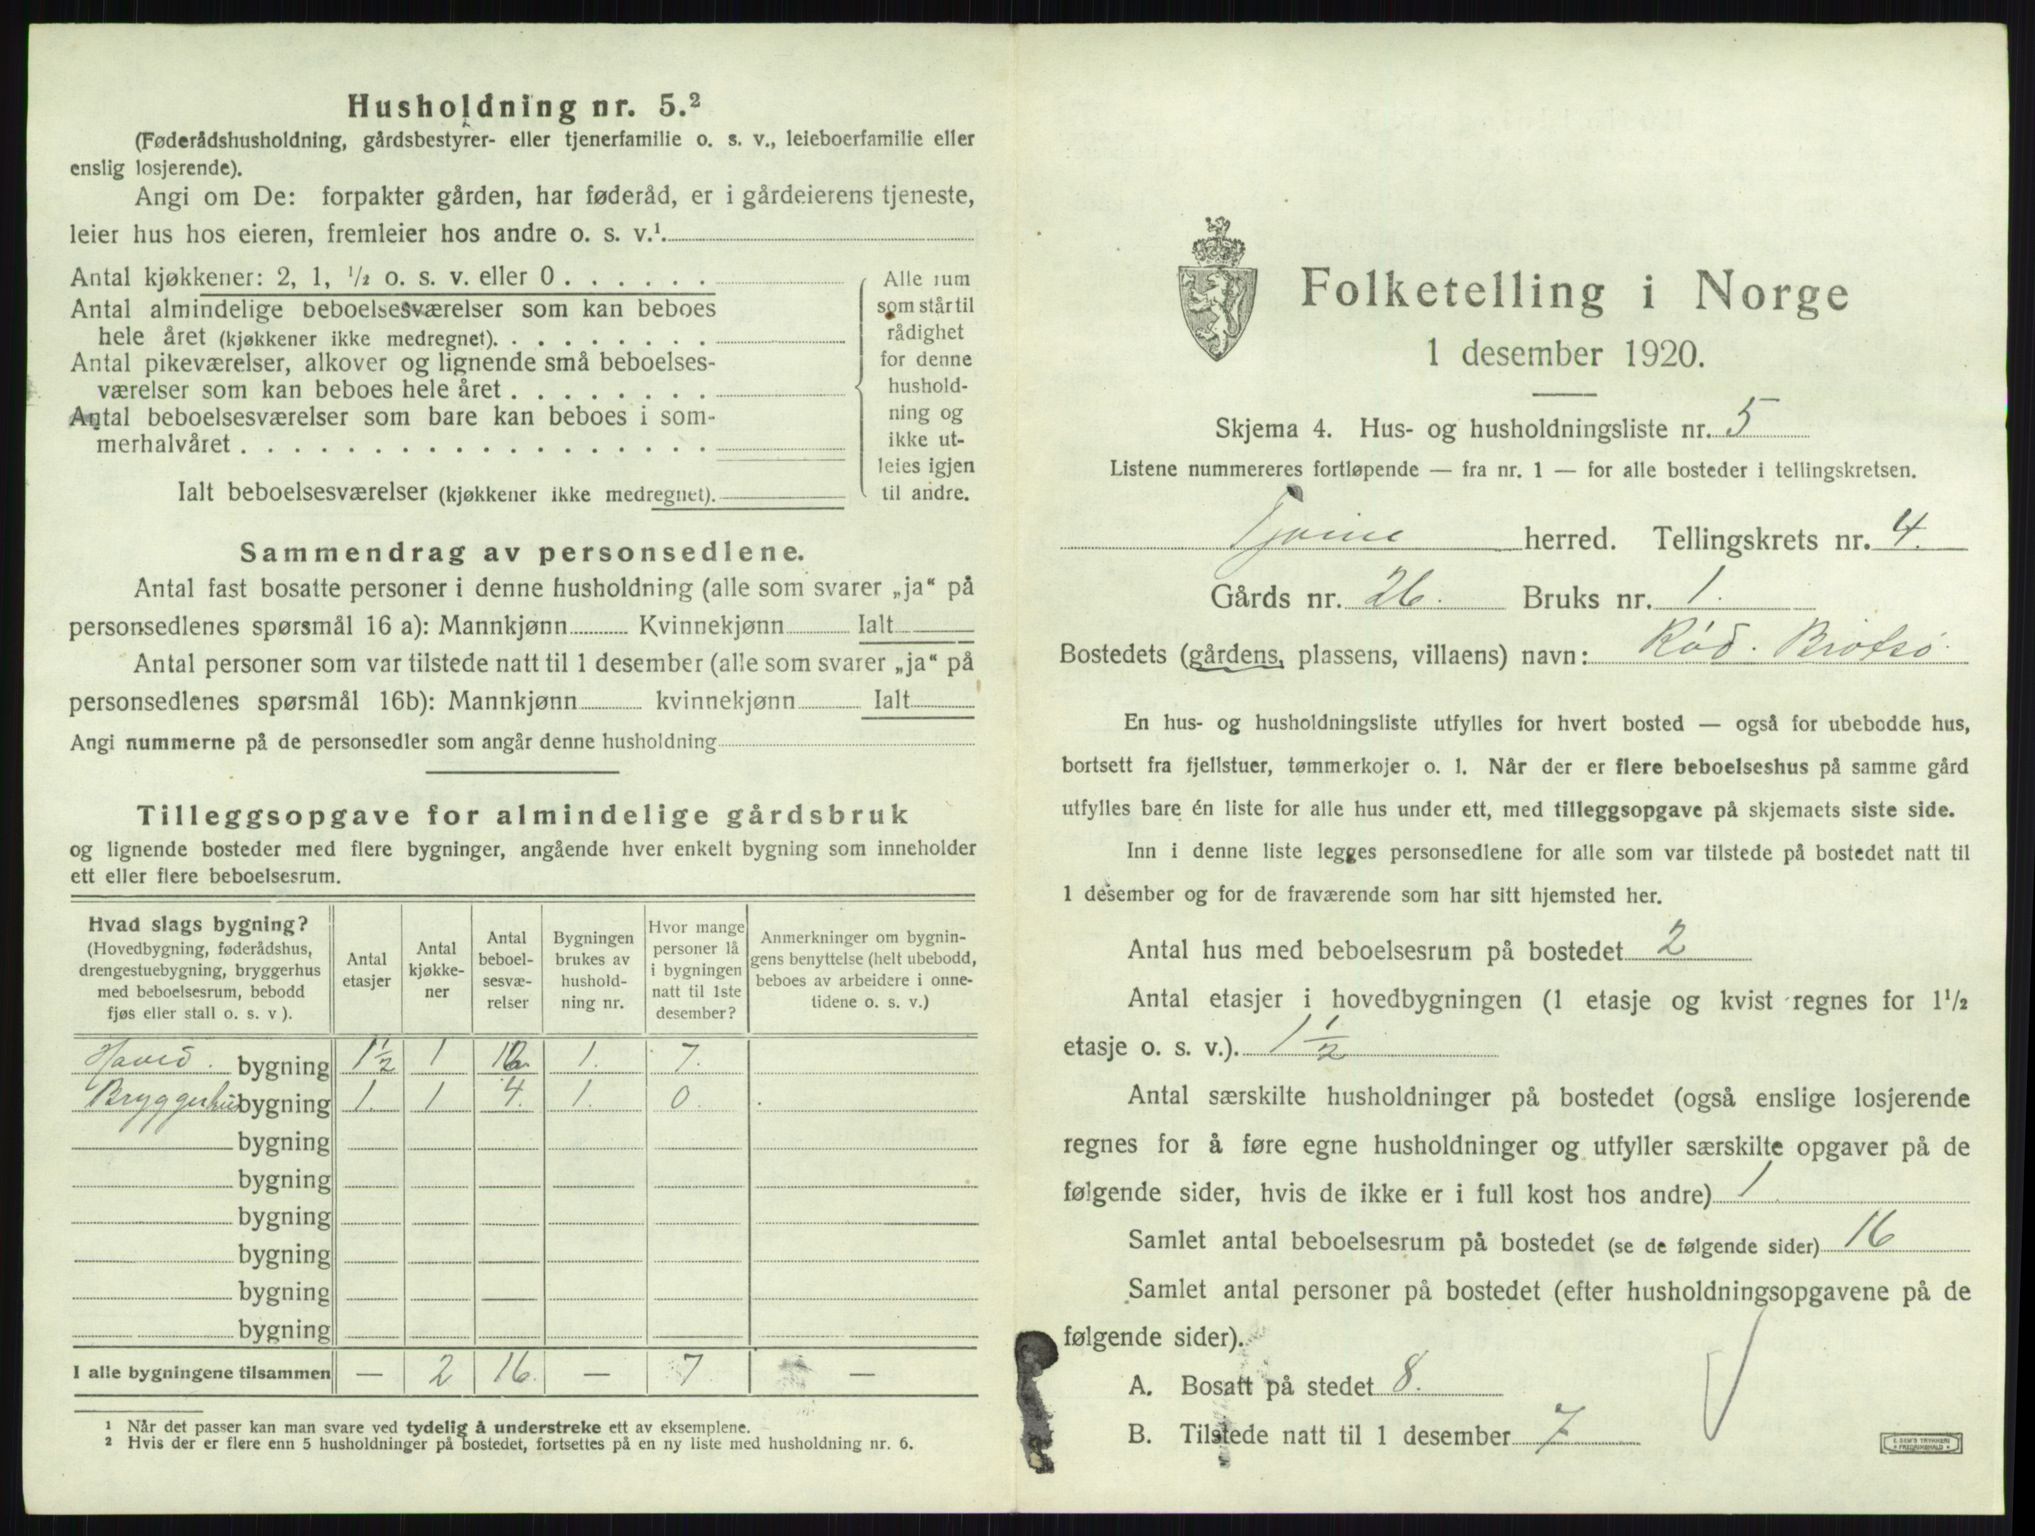 Husholdning nr. 5.²
(Føderådshusholdning, gårdsbestyrer- eller tjenerfamilie o. s. v., leieboerfamilie eller
enslig losjerende).
Angi om De: forpakter gården, har føderåd, er i gårdeierens tjeneste,
leier hus hos eieren, fremleier hos andre o. s. v.¹.
Antal kjøkkener: 2, 1, ¹/₂ o. s. v. eller 0 . . . . . .
Antal almindelige beboelsesværelser som kan beboes
hele året (kjøkkener ikke medregnet). . . . . . . . .
Antal pikeværelser, alkover og lignende små beboelses-
værelser som kan beboes hele året . . . . . . . .
Antal beboelsesværelser som bare kan beboes i som-
merhalvåret . . . . . . . . . . . . . . . . . .
Ialt beboelsesværelser (kjøkkener ikke medregnet).
Alle rum
som står til
rådighet
for denne
hushold-
ning og
ikke ut-
leies igjen
til andre.
Sammendrag av personsedlene.
Antal fast bosatte personer i denne husholdning (alle som svarer „ja“ på
personsedlenes spørsmål 16 a): Mannkjønn Kvinnekjønn Ialt
Antal personer som var tilstede natt til 1 desember (alle som svarer „ja“ på
personsedlenes spørsmål 16b): Mannkjønn kvinnekjønn Ialt
Angi nummerne på de personsedler som angår denne husholdning
Tilleggsopgave for almindelige gårdsbruk
og lignende bosteder med flere bygninger, angående hver enkelt bygning som inneholder
ett eller flere beboelsesrum.
Hvad slags bygning?
(Hovedbygning, føderådshus,
drengestuebygning, bryggerhus
med beboelsesrum, bebodd
fjøs eller stall o. s. v ).
Antal
etasjer
Antal
kjøkke-
ner
Antal
beboel-
sesvæ-
relser
Bygningen
brukes av
hushold-
ning nr.
Hvor mange
personer lå
i bygningen
natt til 1ste
desember?
Anmerkninger om bygnin-
gens benyttelse (helt ubebodd,
beboes av arbeidere i onne-
tidene o. s. v.)
Hoved. bygning 1½ 1 1. 7.
Bryggerhus bygning 1. 1 4. 1. 0.
bygning
bygning
bygning
bygning
bygning
bygning
I alle bygningene tilsammen — 2 16. — 7 —
¹ Når det passer kan man svare ved tydelig å understreke ett av eksemplene.
² Hvis der er flere enn 5 husholdninger på bostedet, fortsettes på en ny liste med husholdning nr. 6.
Folketelling i Norge
1 desember 1920.
Skjema 4. Hus- og husholdningsliste nr. 5
Listene nummereres fortløpende — fra nr. 1 — for alle bosteder i tellingskretsen.
Tjøme herred. Tellingskrets nr. 4.
Gårds nr. 26. Bruks nr. 1.
Bostedets (gårdens, plassens, villaens) navn: Rød. Brøtsø.
En hus- og husholdningsliste utfylles for hvert bosted — også for ubebodde hus,
bortsett fra fjellstuer, tømmerkojer o. l. Når der er flere beboelseshus på samme gård
utfylles bare én liste for alle hus under ett, med tilleggsopgave på skjemaets siste side.
Inn i denne liste legges personsedlene for alle som var tilstede på bostedet natt til
1 desember og for de fraværende som har sitt hjemsted her.
Antal hus med beboelsesrum på bostedet 2
Antal etasjer i hovedbygningen (1 etasje og kvist regnes for 1¹/₂
etasje o. s. v.). 1½
Antal særskilte husholdninger på bostedet (også enslige losjerende
regnes for å føre egne husholdninger og utfyller særskilte opgaver på de
følgende sider, hvis de ikke er i full kost hos andre) 1
Samlet antal beboelsesrum på bostedet (se de følgende sider) 16
Samlet antal personer på bostedet (efter husholdningsopgavene på de
følgende sider).
A. Bosatt på stedet 8.
B. Tilstede natt til 1 desember 7